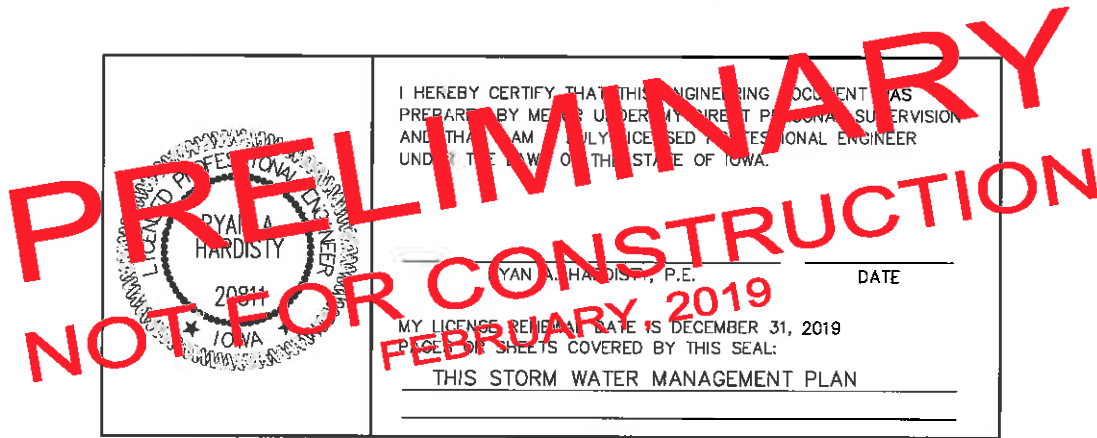 PRELIMINARY
NOT FOR CONSTRUCTION
FEBRUARY, 2019
LICENSED PROFESSIONAL ENGINEER
RYAN A.
HARDISTY
20811
★ IOWA ★
I HEREBY CERTIFY THAT THIS ENGINEERING DOCUMENT WAS
PREPARED BY ME OR UNDER MY DIRECT PERSONAL SUPERVISION
AND THAT I AM A DULY LICENSED PROFESSIONAL ENGINEER
UNDER THE LAWS OF THE STATE OF IOWA.
RYAN A. HARDISTY, P.E.
DATE
MY LICENSE RENEWAL DATE IS DECEMBER 31, 2019
PAGES OR SHEETS COVERED BY THIS SEAL:
THIS STORM WATER MANAGEMENT PLAN